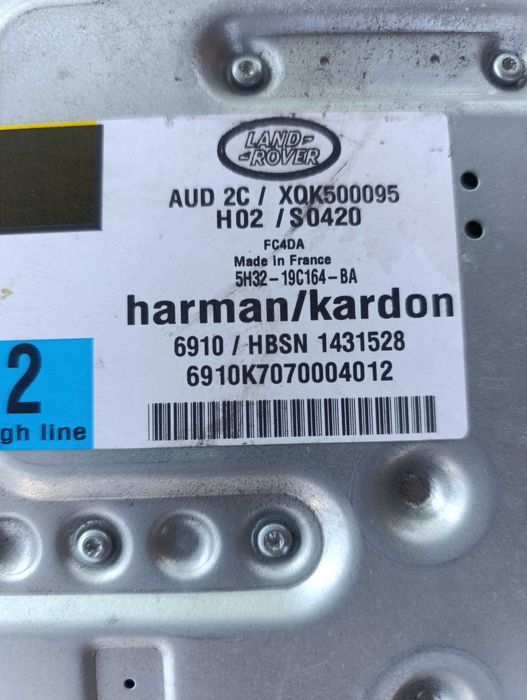 LAND-
-ROVER
AUD 2C / XQK500095
H02 /S0420
FC4DA
Made in France
5H32-19C164-BA
harman/kardon
6910 / HBSN 1431528
6910K7070004012
2
gh line